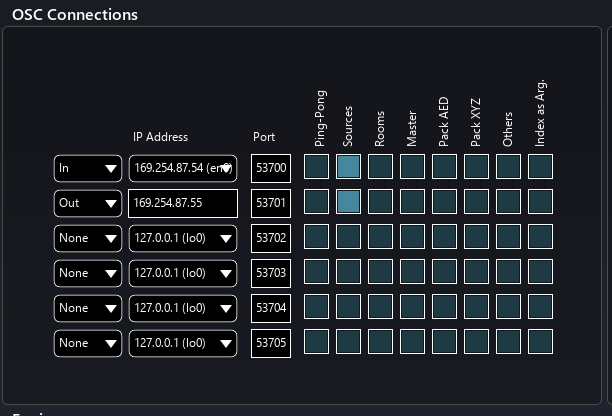 OSC Connections
IP Address Port Ping-Pong Sources Rooms Master Pack AED Pack XYZ Others Index as Arg.
In 169.254.87.54 (en 53700
Out 169.254.87.55 53701
None 127.0.0.1 (lo0) 53702
None 127.0.0.1 (lo0) 53703
None 127.0.0.1 (lo0) 53704
None 127.0.0.1 (lo0) 53705